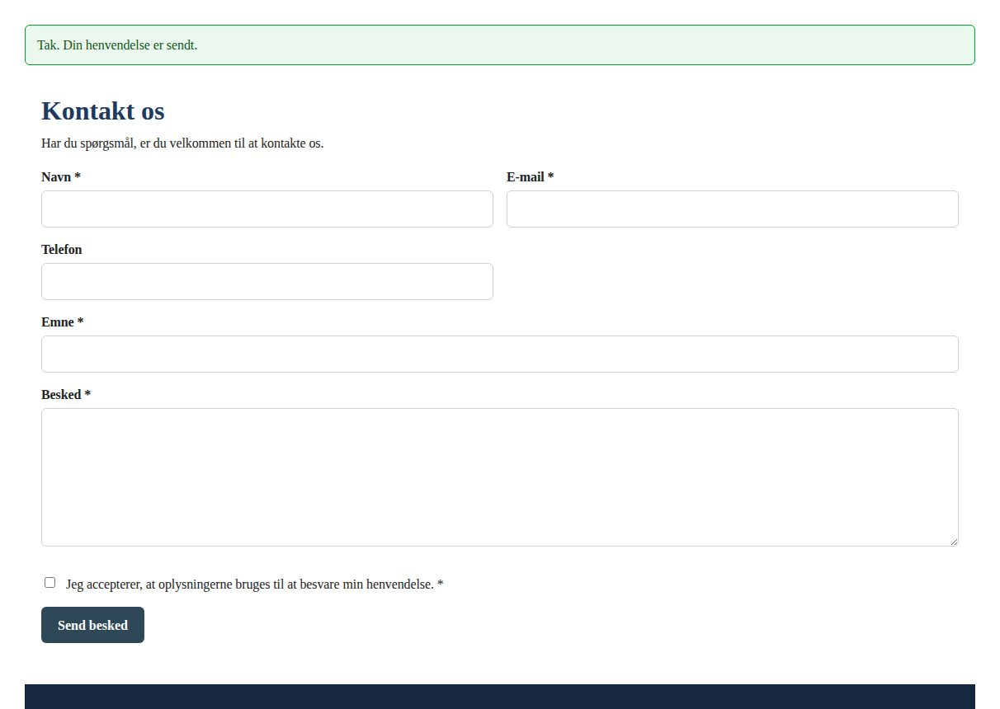 Tak. Din henvendelse er sendt.
Kontakt os
Har du spørgsmål, er du velkommen til at kontakte os.
Navn *
E-mail *
Telefon
Emne *
Besked *
Jeg accepterer, at oplysningerne bruges til at besvare min henvendelse. *
Send besked